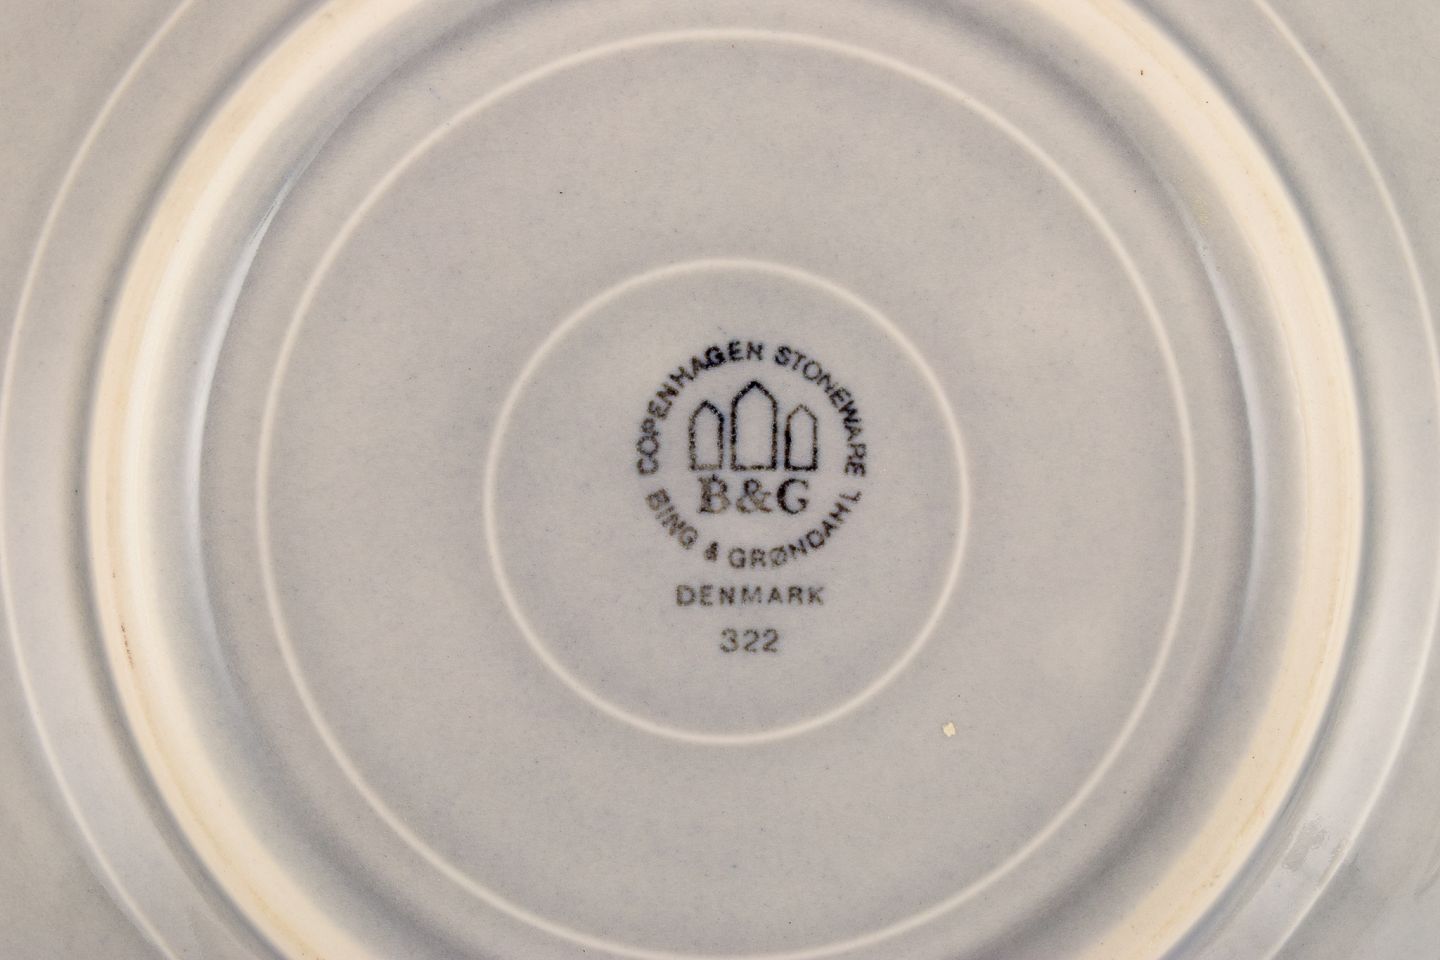 COPENHAGEN STONEWARE
B&G
BING & GRØNDAHL
DENMARK
322